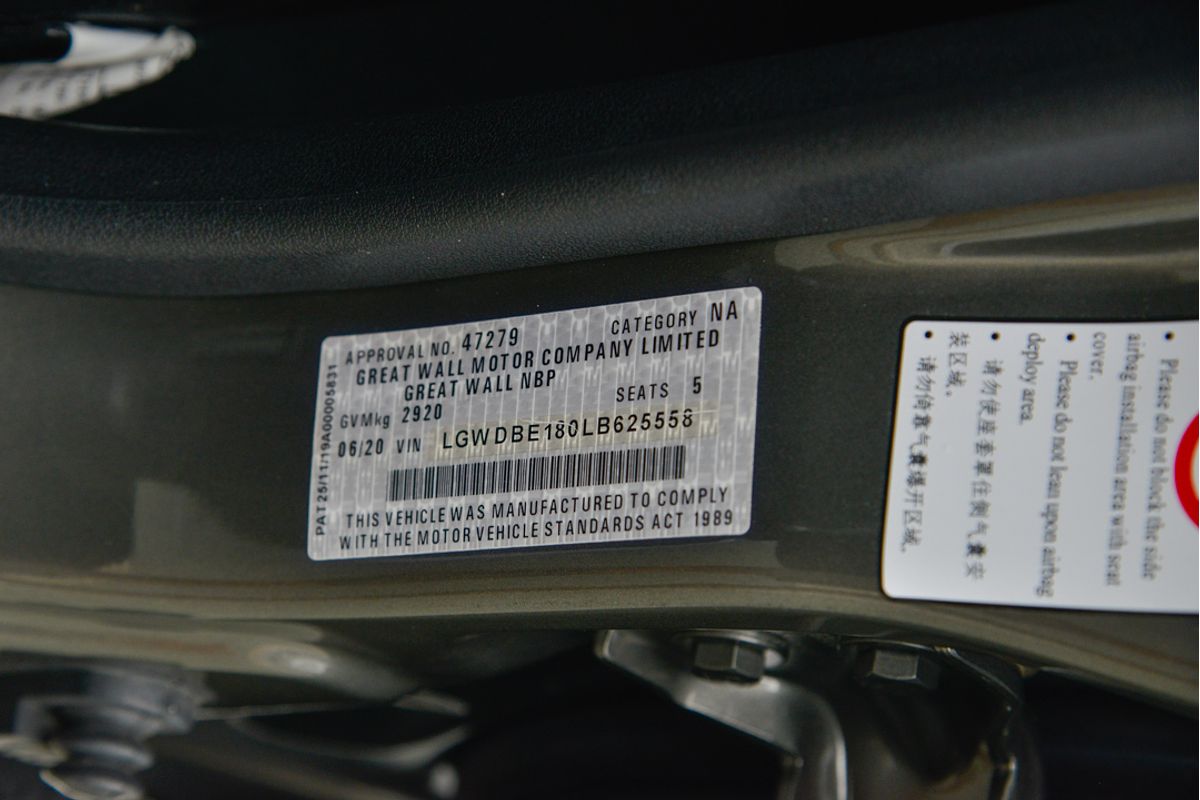 APPROVAL NO. 47279 CATEGORY NA
GREAT WALL MOTOR COMPANY LIMITED
GREAT WALL NBP
GVMkg 2920 SEATS 5
06/20 VIN LGWDBE180LB625558
THIS VEHICLE WAS MANUFACTURED TO COMPLY
WITH THE MOTOR VEHICLE STANDARDS ACT 1989
PAT25/11/19A00005831
• Please do not block the side
airbag installation area with seat
cover.
• Please do not lean upon airbag
deploy area.
• 请勿使座套罩住侧气囊安
装区域。
• 请勿倚靠气囊爆开区域。